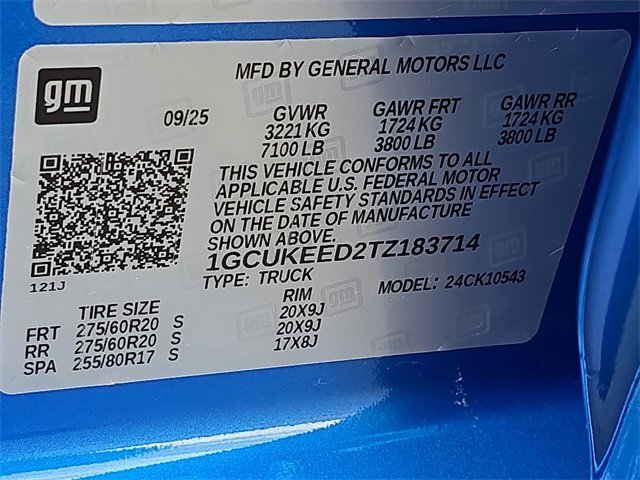 gm
MFD BY GENERAL MOTORS LLC
09/25
GVWR
3221 KG
7100 LB
GAWR FRT
1724 KG
3800 LB
GAWR RR
1724 KG
3800 LB
THIS VEHICLE CONFORMS TO ALL
APPLICABLE U.S. FEDERAL MOTOR
VEHICLE SAFETY STANDARDS IN EFFECT
ON THE DATE OF MANUFACTURE
SHOWN ABOVE.
1GCUKEED2TZ183714
121J
TYPE: TRUCK
MODEL: 24CK10543
TIRE SIZE
RIM
FRT 275/60R20 S 20X9J
RR 275/60R20 S 20X9J
SPA 255/80R17 S 17X8J